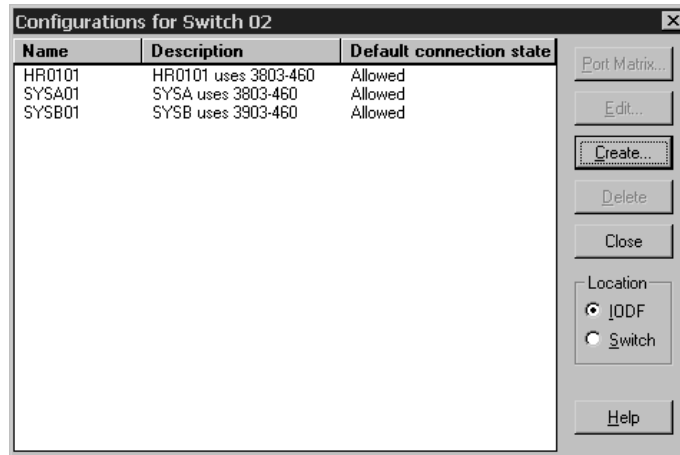 Configurations for Switch 02
Name Description Default connection state
HR0101 HR0101 uses 3803-460 Allowed
SYSA01 SYSA uses 3803-460 Allowed
SYSB01 SYSB uses 3903-460 Allowed
Port Matrix...
Edit...
Create...
Delete
Close
Location
IODF
Switch
Help